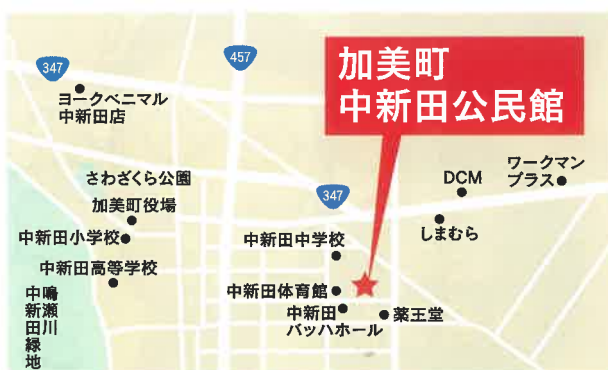 加美町
中新田公民館
457
347
ヨークベニマル
中新田店
さわざくら公園
加美町役場
中新田小学校
中新田高等学校
鳴瀬川
中新田緑地
347
DCM
ワークマン
プラス
しまむら
中新田中学校
中新田体育館
中新田
バッハホール
薬王堂